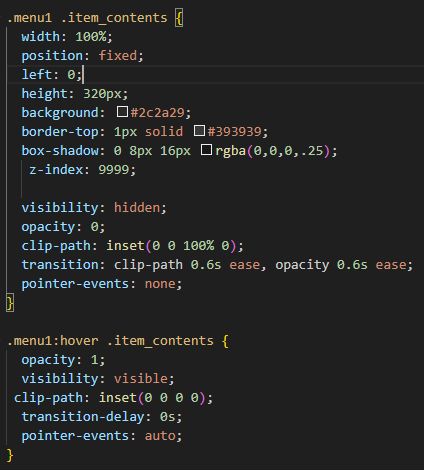 .menu1 .item_contents {
  width: 100%;
  position: fixed;
  left: 0;
  height: 320px;
  background: #2c2a29;
  border-top: 1px solid #393939;
  box-shadow: 0 8px 16px rgba(0,0,0,.25);
   z-index: 9999;

  visibility: hidden;
  opacity: 0;
  clip-path: inset(0 0 100% 0);
  transition: clip-path 0.6s ease, opacity 0.6s ease;
  pointer-events: none;
}

.menu1:hover .item_contents {
  opacity: 1;
  visibility: visible;
 clip-path: inset(0 0 0 0);
  transition-delay: 0s;
  pointer-events: auto;
}